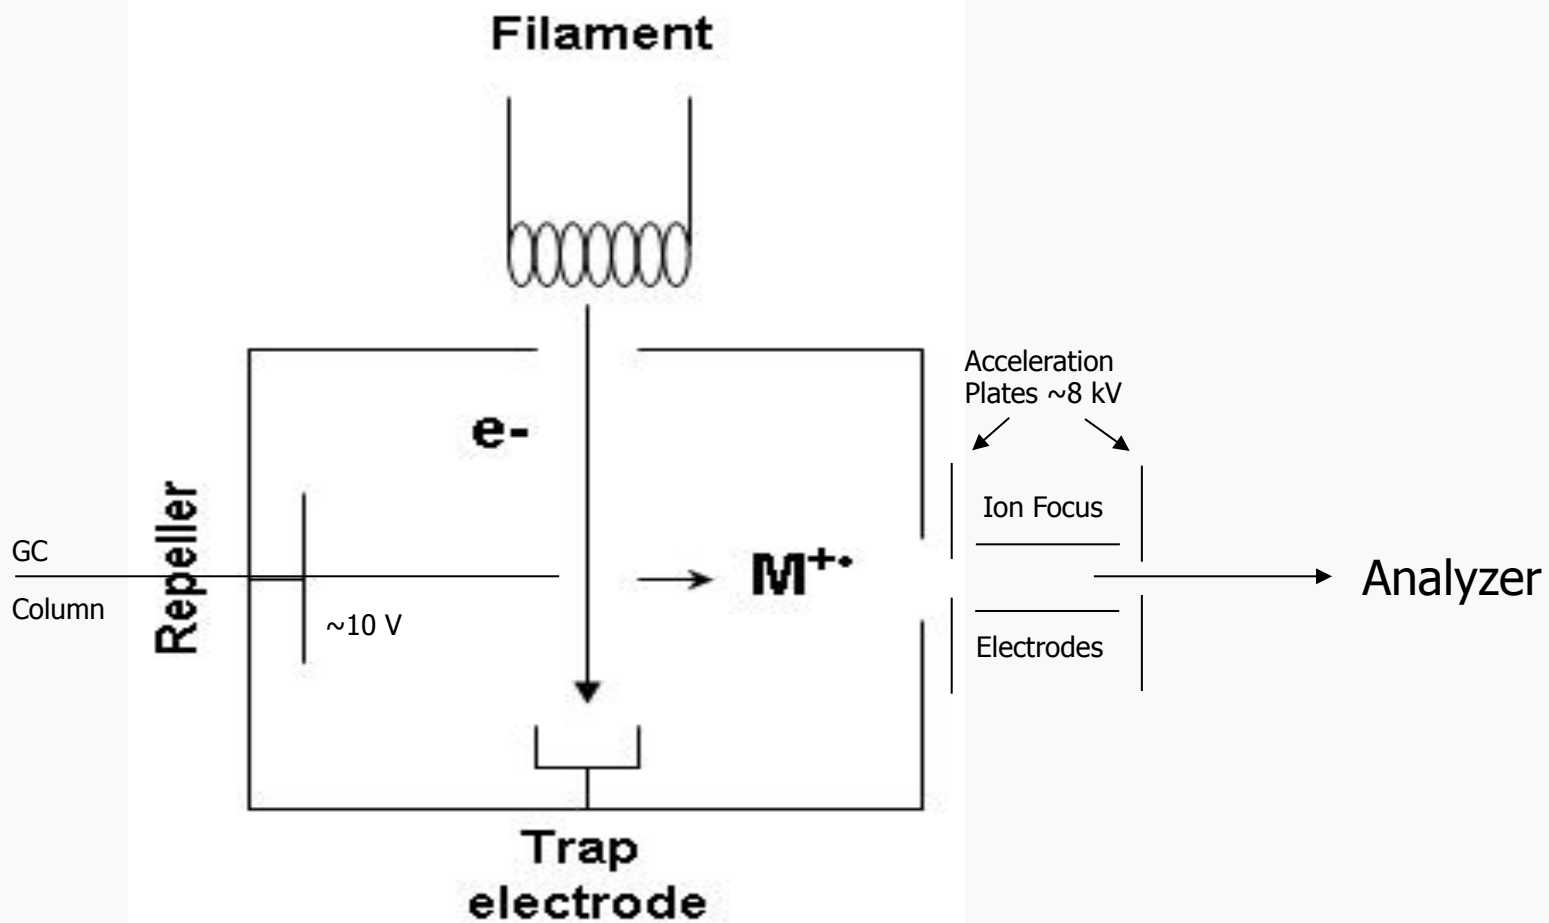 Filament
Acceleration
Plates ~8 kV
e-
Ion Focus
Repeller
GC
Column
~10 V
M+•
Electrodes
Analyzer
Trap
electrode